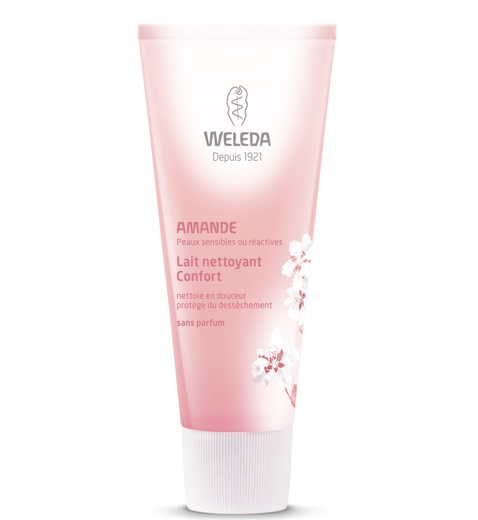 WELEDA
Depuis 1921
AMANDE
Peaux sensibles ou réactives
Lait nettoyant
Confort
nettoie en douceur
protège du dessèchement
sans parfum